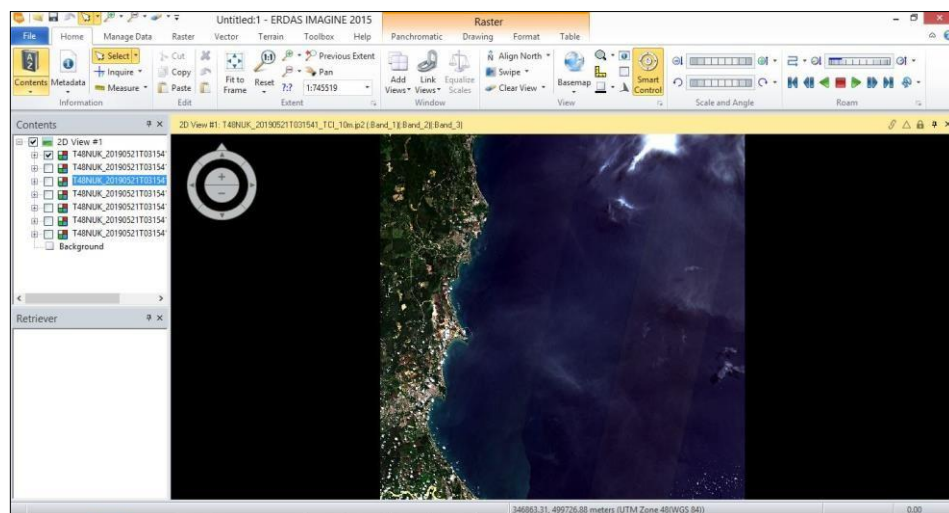 Untitled:1 - ERDAS IMAGINE 2015
Raster
File Home Manage Data Raster Vector Terrain Toolbox Help Panchromatic Drawing Format Table
Select Cut Previous Extent Align North
Inquire Copy Pan Swipe
Contents Metadata Measure Paste Fit to Frame Reset 1:745519 Add Views Link Views Equalize Scales Clear View Basemap Smart Control
Information Edit Extent Window View Scale and Angle Roam
Contents
2D View #1: T48NUK_20190521T031541_TCI_10m.jp2 (:Band_1)(:Band_2)(:Band_3)
2D View #1
T48NUK_20190521T03154
T48NUK_20190521T03154
T48NUK_20190521T03154
T48NUK_20190521T03154
T48NUK_20190521T03154
T48NUK_20190521T03154
T48NUK_20190521T03154
Background
Retriever
346863.31, 499726.88 meters (UTM Zone 48(WGS 84)) 0.00